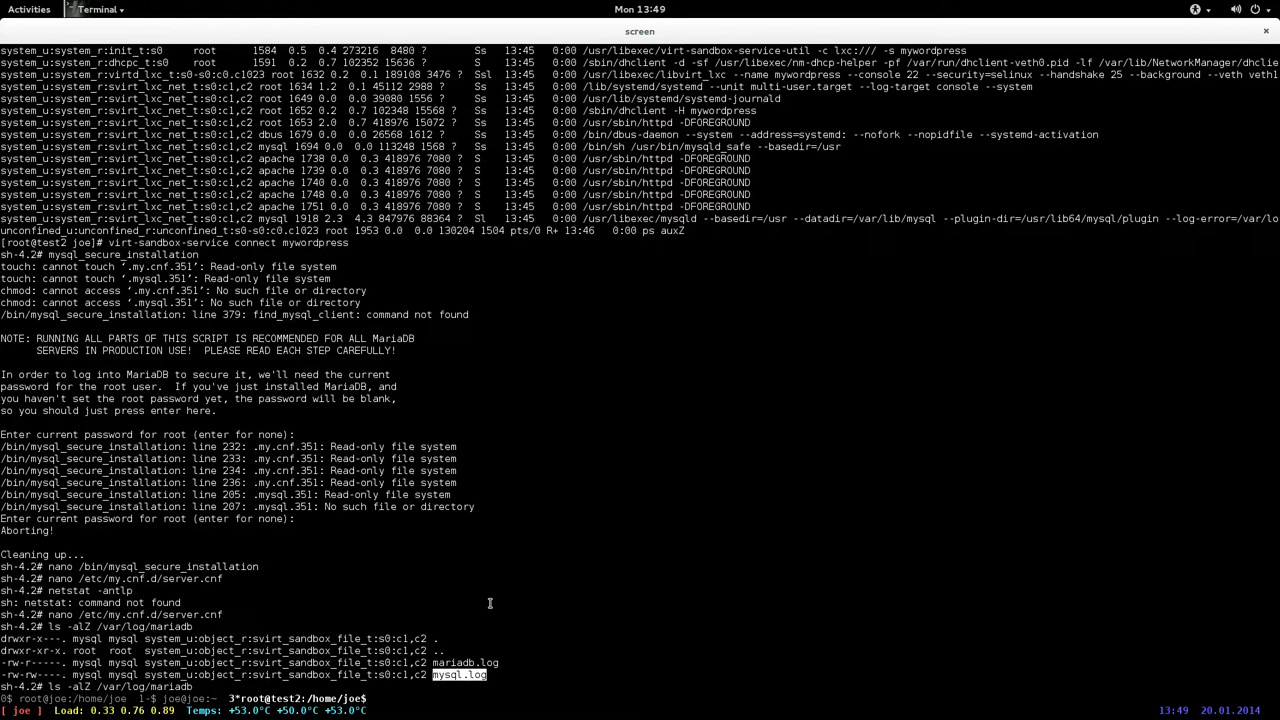 Activities Terminal Mon 13:49
screen
system_u:system_r:init_t:s0 root 1584 0.5 0.4 273216 8480 ? Ss 13:45 0:00 /usr/libexec/virt-sandbox-service-util -c lxc:/// -s mywordpress
system_u:system_r:dhcpc_t:s0 root 1591 0.2 0.7 102352 15636 ? Ss 13:45 0:00 /sbin/dhclient -d -sf /usr/libexec/nm-dhcp-helper -pf /var/run/dhclient-veth0.pid -lf /var/lib/NetworkManager/dhclie
system_u:system_r:virtd_lxc_t:s0-s0:c0.c1023 root 1632 0.2 0.1 189108 3476 ? Ssl 13:45 0:00 /usr/libexec/libvirt_lxc --name mywordpress --console 22 --security=selinux --handshake 25 --background --veth veth1
system_u:system_r:svirt_lxc_net_t:s0:c1,c2 root 1634 1.2 0.1 45112 2988 ? Ss 13:45 0:00 /lib/systemd/systemd --unit multi-user.target --log-target console --system
system_u:system_r:svirt_lxc_net_t:s0:c1,c2 root 1649 0.0 0.0 39080 1556 ? Ss 13:45 0:00 /usr/lib/systemd/systemd-journald
system_u:system_r:svirt_lxc_net_t:s0:c1,c2 root 1652 0.2 0.7 102348 15568 ? Ss 13:45 0:00 /sbin/dhclient -H mywordpress
system_u:system_r:svirt_lxc_net_t:s0:c1,c2 root 1653 2.0 0.7 418976 15072 ? Ss 13:45 0:00 /usr/sbin/httpd -DFOREGROUND
system_u:system_r:svirt_lxc_net_t:s0:c1,c2 dbus 1679 0.0 0.0 26568 1612 ? Ss 13:45 0:00 /bin/dbus-daemon --system --address=systemd: --nofork --nopidfile --systemd-activation
system_u:system_r:svirt_lxc_net_t:s0:c1,c2 mysql 1694 0.0 0.0 113248 1568 ? Ss 13:45 0:00 /bin/sh /usr/bin/mysqld_safe --basedir=/usr
system_u:system_r:svirt_lxc_net_t:s0:c1,c2 apache 1738 0.0 0.3 418976 7080 ? S 13:45 0:00 /usr/sbin/httpd -DFOREGROUND
system_u:system_r:svirt_lxc_net_t:s0:c1,c2 apache 1739 0.0 0.3 418976 7080 ? S 13:45 0:00 /usr/sbin/httpd -DFOREGROUND
system_u:system_r:svirt_lxc_net_t:s0:c1,c2 apache 1740 0.0 0.3 418976 7080 ? S 13:45 0:00 /usr/sbin/httpd -DFOREGROUND
system_u:system_r:svirt_lxc_net_t:s0:c1,c2 apache 1748 0.0 0.3 418976 7080 ? S 13:45 0:00 /usr/sbin/httpd -DFOREGROUND
system_u:system_r:svirt_lxc_net_t:s0:c1,c2 apache 1751 0.0 0.3 418976 7080 ? S 13:45 0:00 /usr/sbin/httpd -DFOREGROUND
system_u:system_r:svirt_lxc_net_t:s0:c1,c2 mysql 1918 2.3 4.3 847976 88364 ? Sl 13:45 0:00 /usr/libexec/mysqld --basedir=/usr --datadir=/var/lib/mysql --plugin-dir=/usr/lib64/mysql/plugin --log-error=/var/lo
unconfined_u:unconfined_r:unconfined_t:s0-s0:c0.c1023 root 1953 0.0 0.0 130204 1504 pts/0 R+ 13:46 0:00 ps auxZ
[root@test2 joe]# virt-sandbox-service connect mywordpress
sh-4.2# mysql_secure_installation
touch: cannot touch ‘.my.cnf.351’: Read-only file system
touch: cannot touch ‘.mysql.351’: Read-only file system
chmod: cannot access ‘.my.cnf.351’: No such file or directory
chmod: cannot access ‘.mysql.351’: No such file or directory
/bin/mysql_secure_installation: line 379: find_mysql_client: command not found
NOTE: RUNNING ALL PARTS OF THIS SCRIPT IS RECOMMENDED FOR ALL MariaDB
SERVERS IN PRODUCTION USE! PLEASE READ EACH STEP CAREFULLY!
In order to log into MariaDB to secure it, we'll need the current
password for the root user. If you've just installed MariaDB, and
you haven't set the root password yet, the password will be blank,
so you should just press enter here.
Enter current password for root (enter for none):
/bin/mysql_secure_installation: line 232: .my.cnf.351: Read-only file system
/bin/mysql_secure_installation: line 233: .my.cnf.351: Read-only file system
/bin/mysql_secure_installation: line 234: .my.cnf.351: Read-only file system
/bin/mysql_secure_installation: line 236: .my.cnf.351: Read-only file system
/bin/mysql_secure_installation: line 205: .mysql.351: Read-only file system
/bin/mysql_secure_installation: line 207: .mysql.351: No such file or directory
Enter current password for root (enter for none):
Aborting!
Cleaning up...
sh-4.2# nano /bin/mysql_secure_installation
sh-4.2# nano /etc/my.cnf.d/server.cnf
sh-4.2# netstat -antlp
sh: netstat: command not found
sh-4.2# nano /etc/my.cnf.d/server.cnf
sh-4.2# ls -alZ /var/log/mariadb
drwxr-x---. mysql mysql system_u:object_r:svirt_sandbox_file_t:s0:c1,c2 .
drwxr-xr-x. root root system_u:object_r:svirt_sandbox_file_t:s0:c1,c2 ..
-rw-r-----. mysql mysql system_u:object_r:svirt_sandbox_file_t:s0:c1,c2 mariadb.log
-rw-rw----. mysql mysql system_u:object_r:svirt_sandbox_file_t:s0:c1,c2 mysql.log
sh-4.2# ls -alZ /var/log/mariadb
0$ root@joe:/home/joe 1-$ joe@joe:~ 3*root@test2:/home/joe$
[ joe ] Load: 0.33 0.76 0.89 Temps: +53.0°C +50.0°C +53.0°C 13:49 20.01.2014